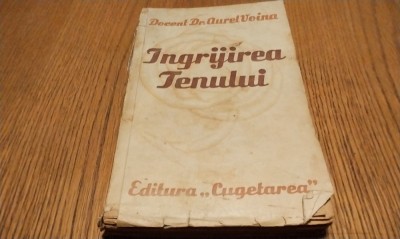 Docent Dr. Aurel Voina
Ingrijirea
Tenului
Editura „Cugetarea”